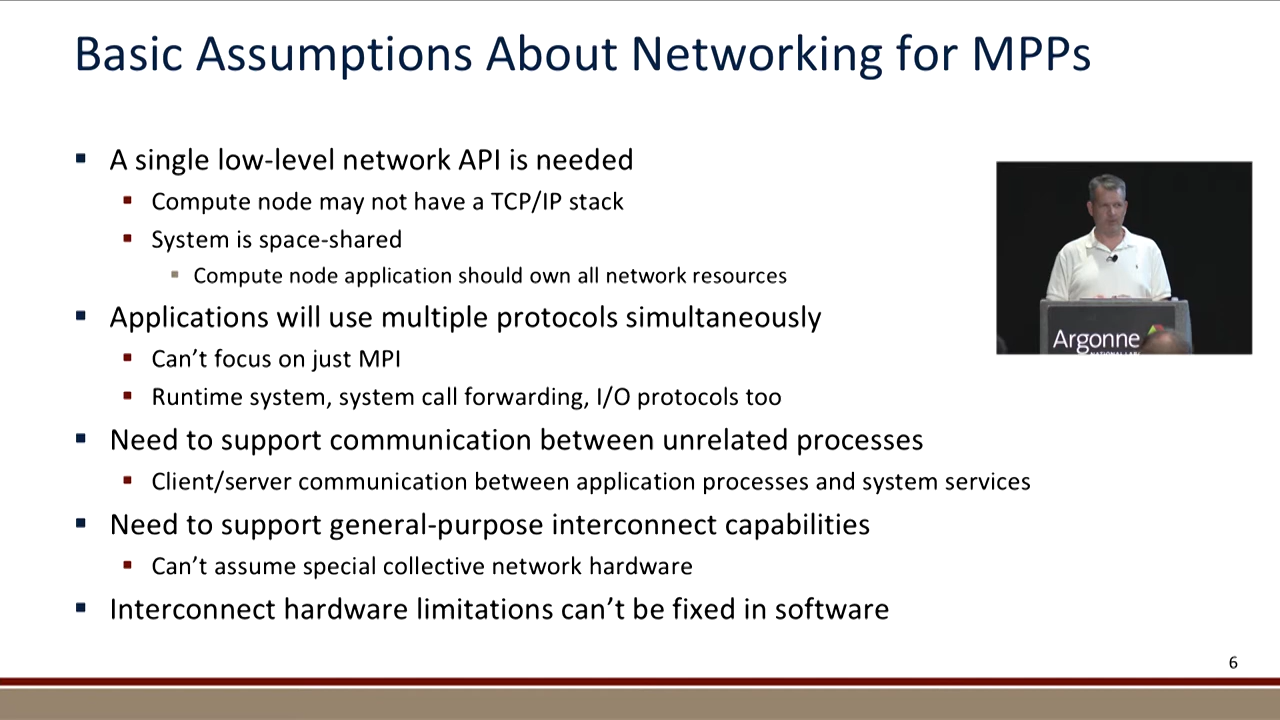 Basic Assumptions About Networking for MPPs
A single low-level network API is needed
Compute node may not have a TCP/IP stack
System is space-shared
Compute node application should own all network resources
Applications will use multiple protocols simultaneously
Can't focus on just MPI
Runtime system, system call forwarding, I/O protocols too
Need to support communication between unrelated processes
Client/server communication between application processes and system services
Need to support general-purpose interconnect capabilities
Can't assume special collective network hardware
Interconnect hardware limitations can't be fixed in software
Argonne
6